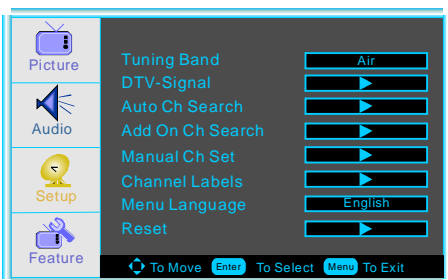 Picture
Audio
Setup
Feature
Tuning Band Air
DTV-Signal
Auto Ch Search
Add On Ch Search
Manual Ch Set
Channel Labels
Menu Language English
Reset
To Move Enter To Select Menu To Exit